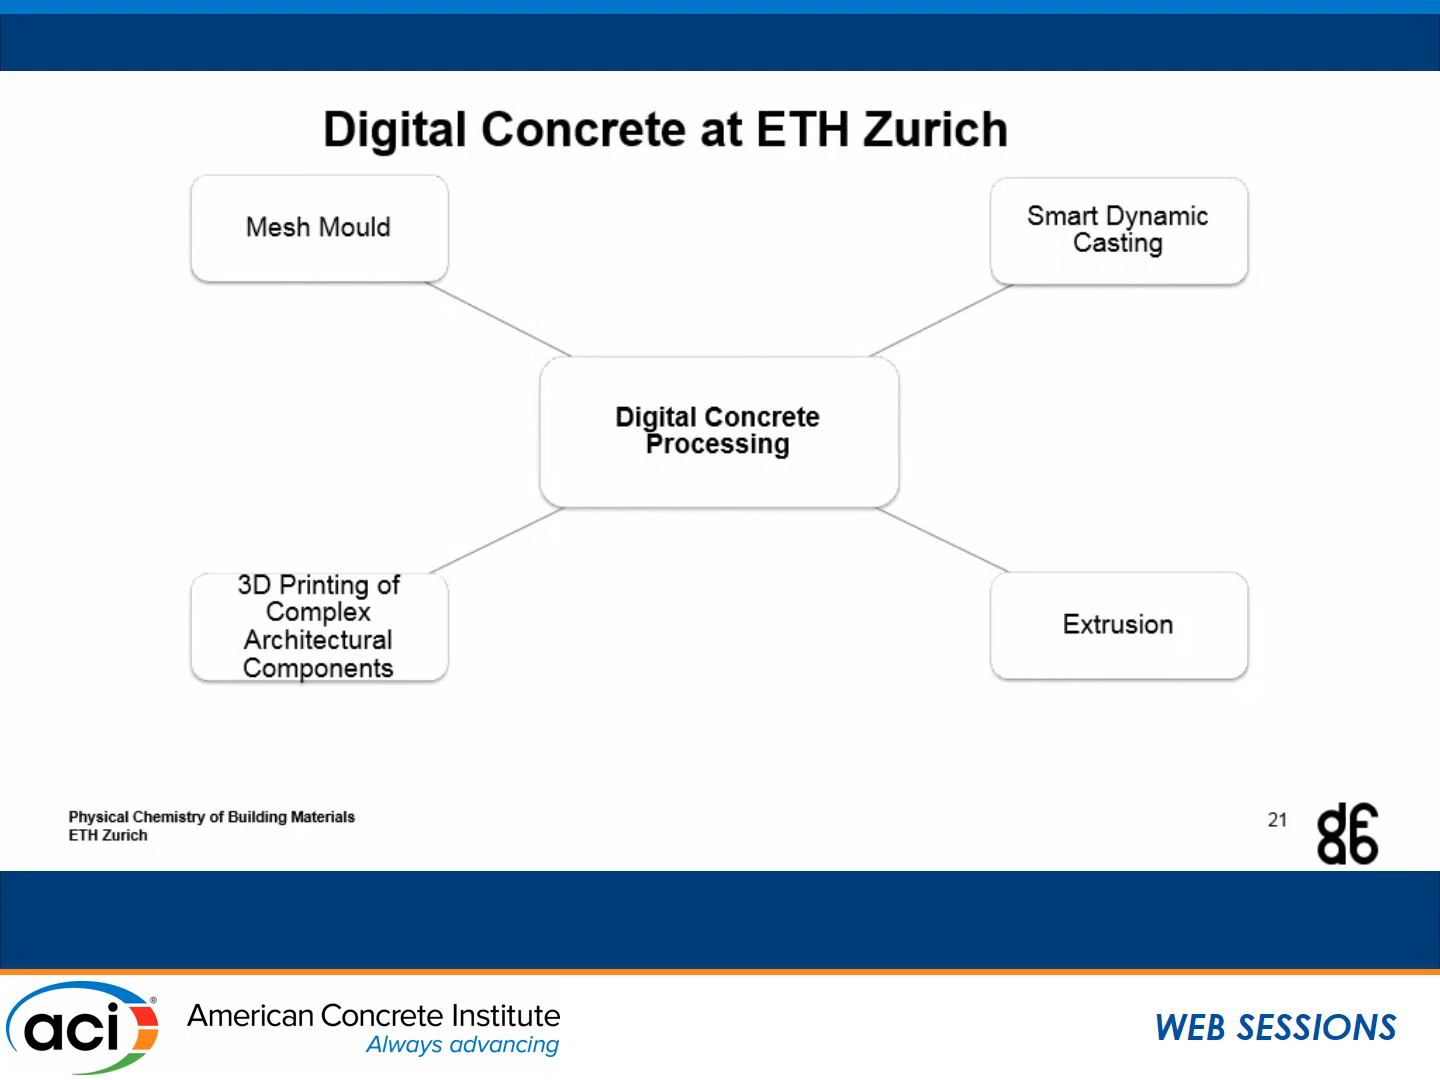 Digital Concrete at ETH Zurich
Mesh Mould
Smart Dynamic
Casting
Digital Concrete
Processing
3D Printing of
Complex
Architectural
Components
Extrusion
Physical Chemistry of Building Materials
ETH Zurich
21
aci®
American Concrete Institute
Always advancing
WEB SESSIONS